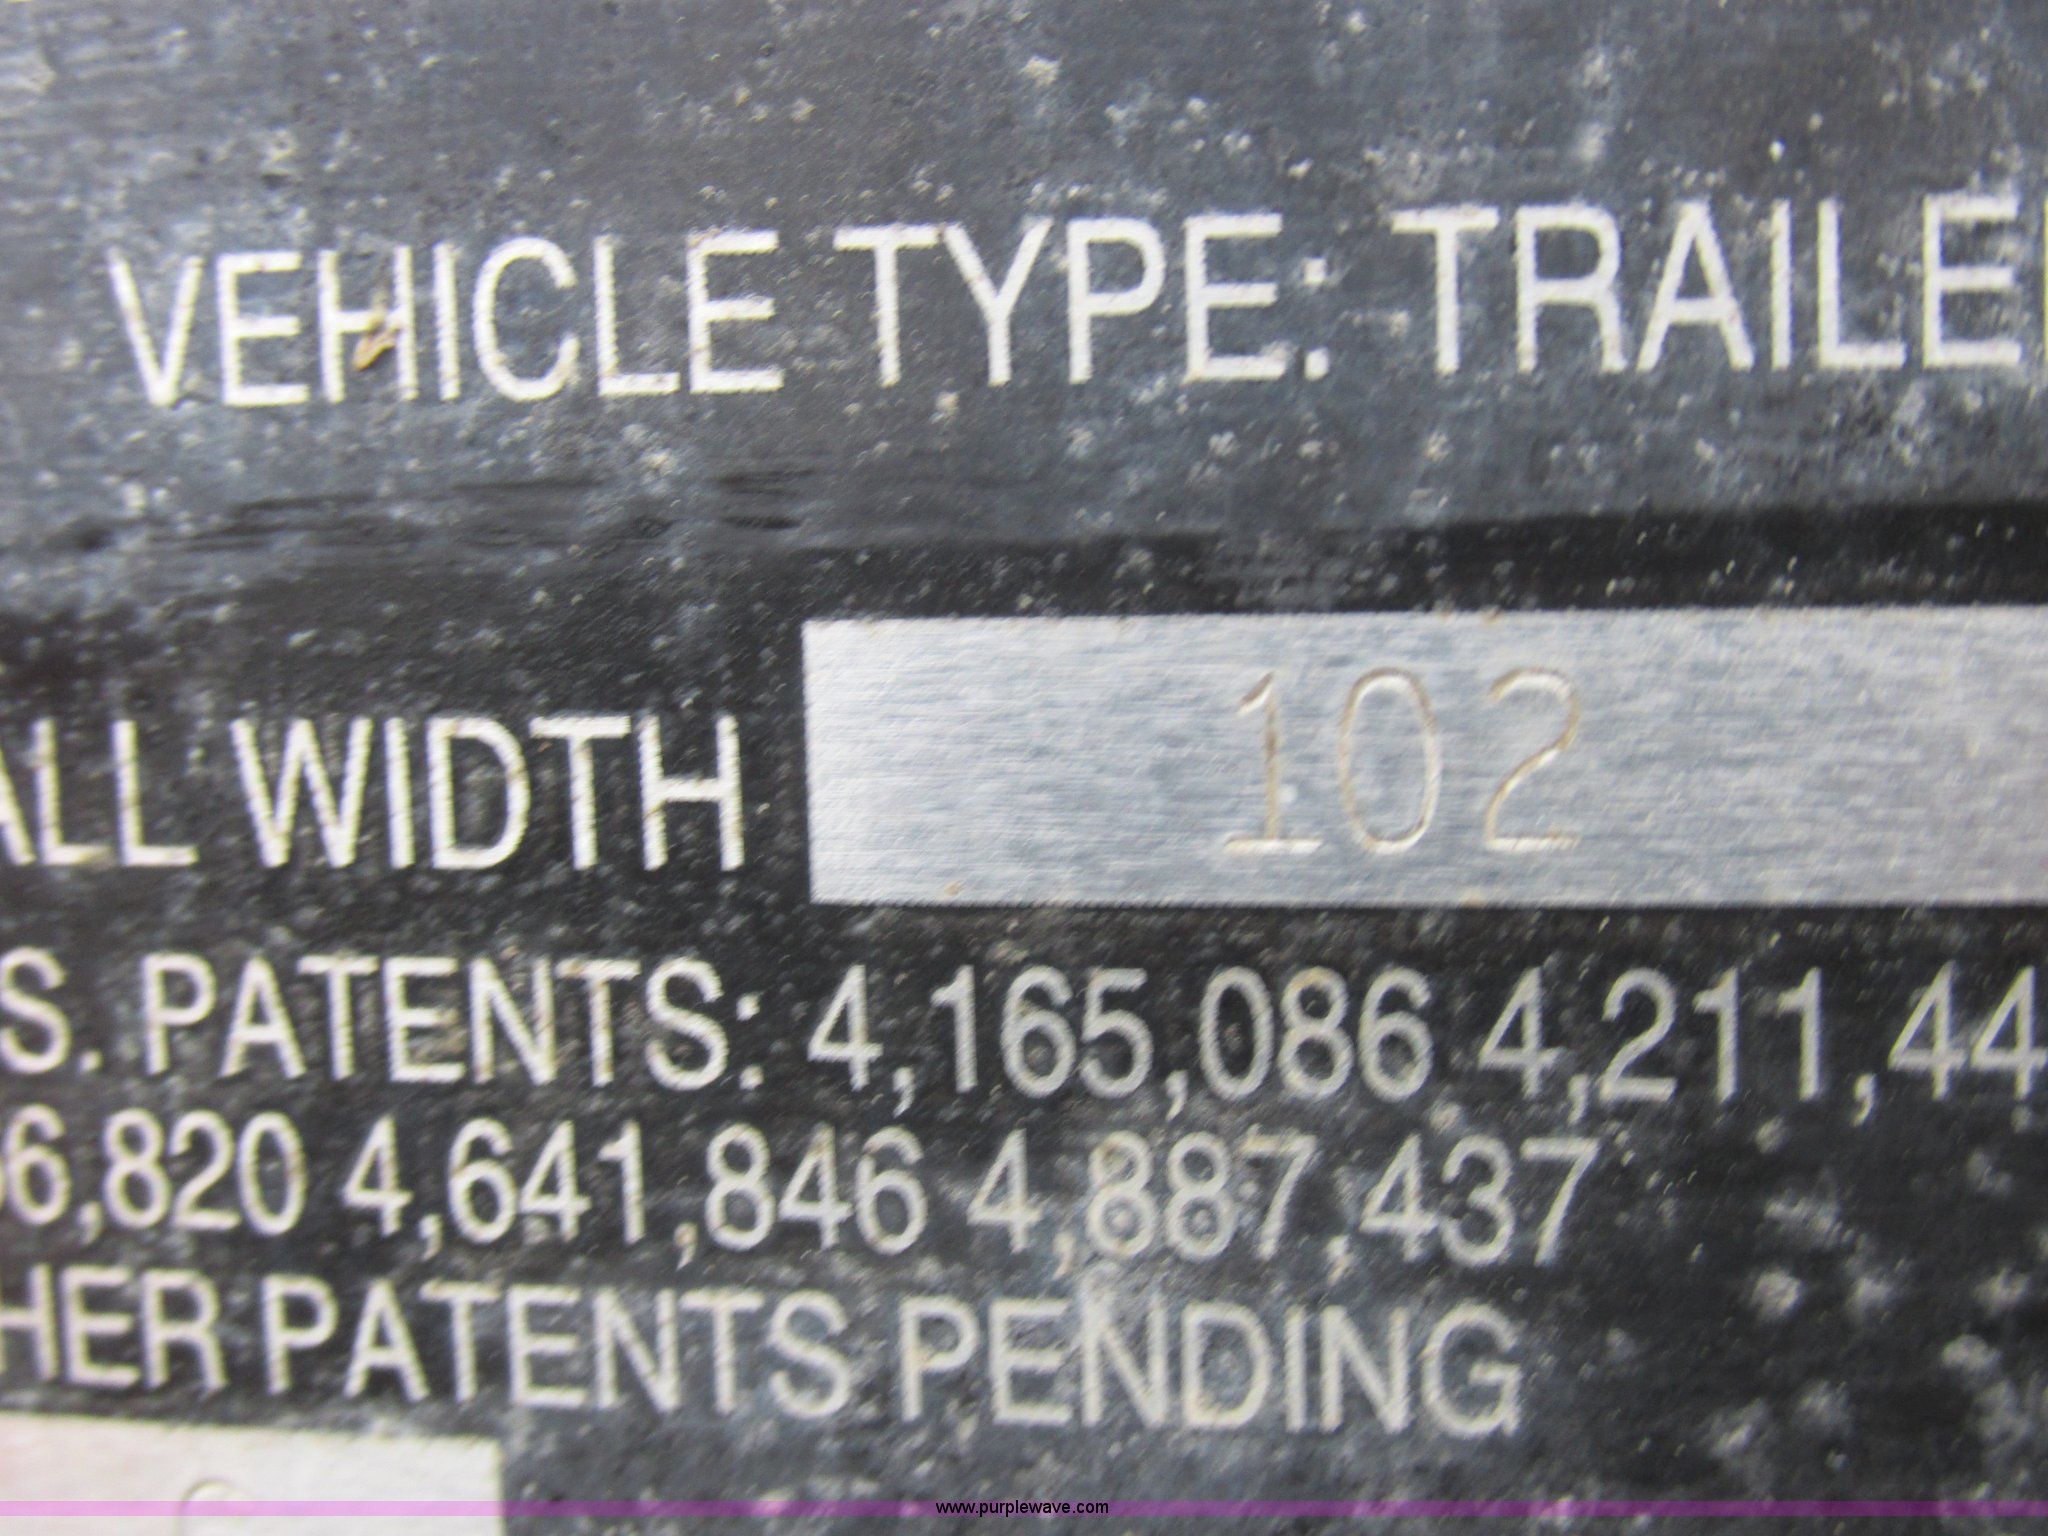 VEHICLE TYPE: TRAILE
ALL WIDTH 102
S. PATENTS: 4,165,086 4,211,44
6,820 4,641,846 4,887,437
HER PATENTS PENDING
www.purplewave.com